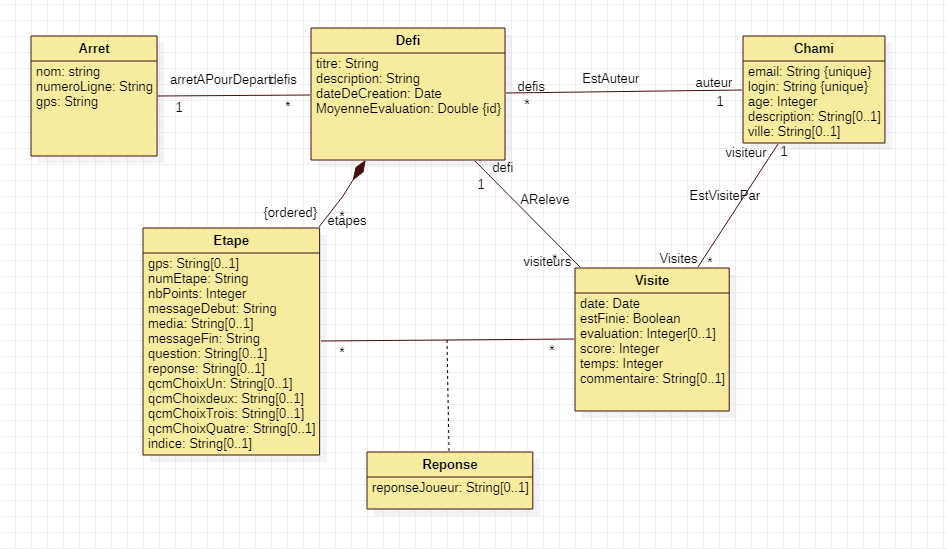 Arret
nom: string
numeroLigne: String
gps: String
arretAPourDepart
defis
1
*
Defi
titre: String
description: String
dateDeCreation: Date
MoyenneEvaluation: Double {id}
defis
*
EstAuteur
auteur
1
Chami
email: String {unique}
login: String {unique}
age: Integer
description: String[0..1]
ville: String[0..1]
visiteur
1
EstVisitePar
Visites
*
defi
1
AReleve
visiteurs
*
{ordered}
*
etapes
Etape
gps: String[0..1]
numEtape: String
nbPoints: Integer
messageDebut: String
media: String[0..1]
messageFin: String
question: String[0..1]
reponse: String[0..1]
qcmChoixUn: String[0..1]
qcmChoixdeux: String[0..1]
qcmChoixTrois: String[0..1]
qcmChoixQuatre: String[0..1]
indice: String[0..1]
*
*
Visite
date: Date
estFinie: Boolean
evaluation: Integer[0..1]
score: Integer
temps: Integer
commentaire: String[0..1]
Reponse
reponseJoueur: String[0..1]